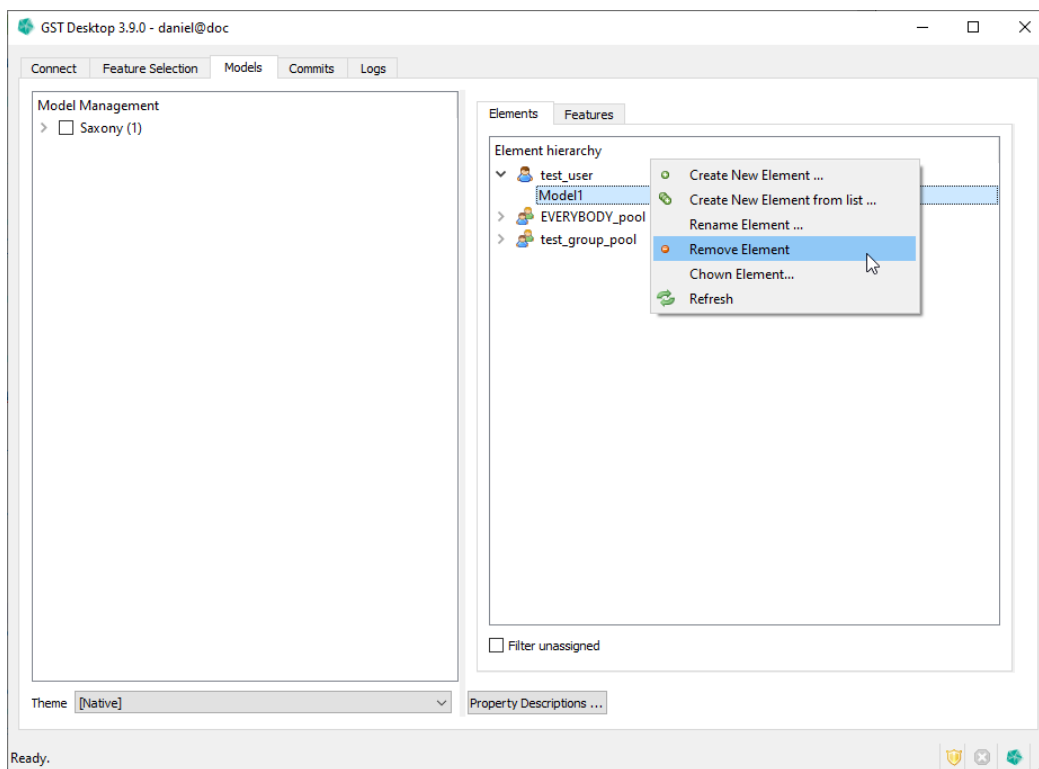 GST Desktop 3.9.0 - daniel@doc
Connect
Feature Selection
Models
Commits
Logs
Model Management
Saxony (1)
Elements
Features
Element hierarchy
test_user
Model1
EVERYBODY_pool
test_group_pool
Create New Element ...
Create New Element from list ...
Rename Element ...
Remove Element
Chown Element...
Refresh
Filter unassigned
Theme
[Native]
Property Descriptions ...
Ready.